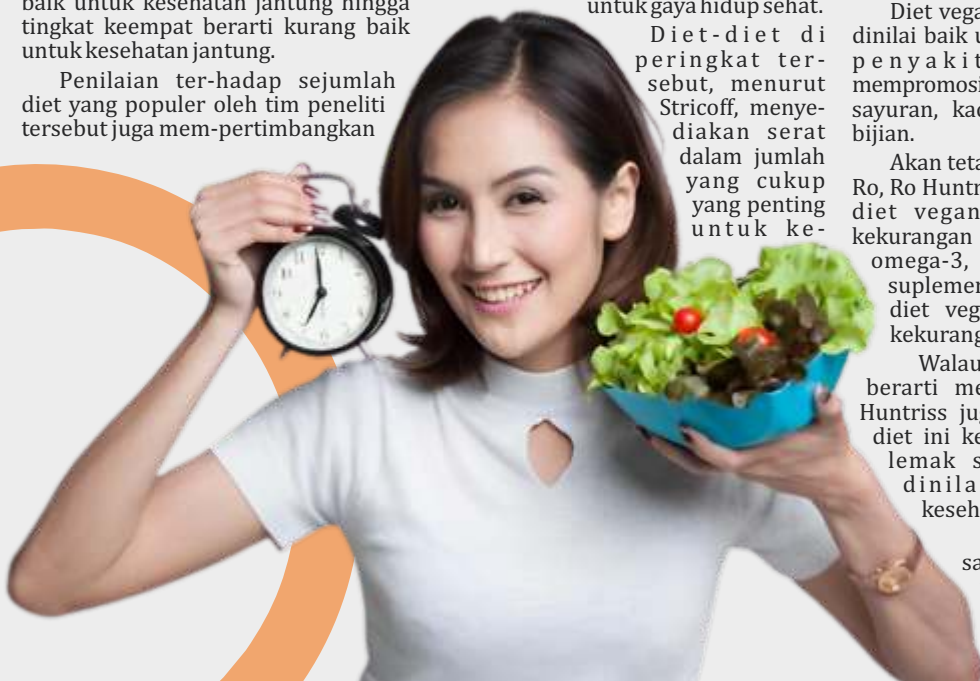 baik untuk kesehatan jantung hingga
tingkat keempat berarti kurang baik
untuk kesehatan jantung.
Penilaian ter-hadap sejumlah
diet yang populer oleh tim peneliti
tersebut juga mem-pertimbangkan
untuk gaya hidup sehat.
Diet-diet di
peringkat ter-
sebut, menurut
Stricoff, menye-
diakan serat
dalam jumlah
yang cukup
yang penting
untuk ke-
Diet vega
dinilai baik u
penyakit
mempromosi
sayuran, kac
bijian.
Akan teta
Ro, Ro Huntr
diet vegan
kekurangan
omega-3,
suplemen
diet veg
kekurang
Walau
berarti me
Huntriss ju
diet ini ke
lemak s
dinila
keseh
sa